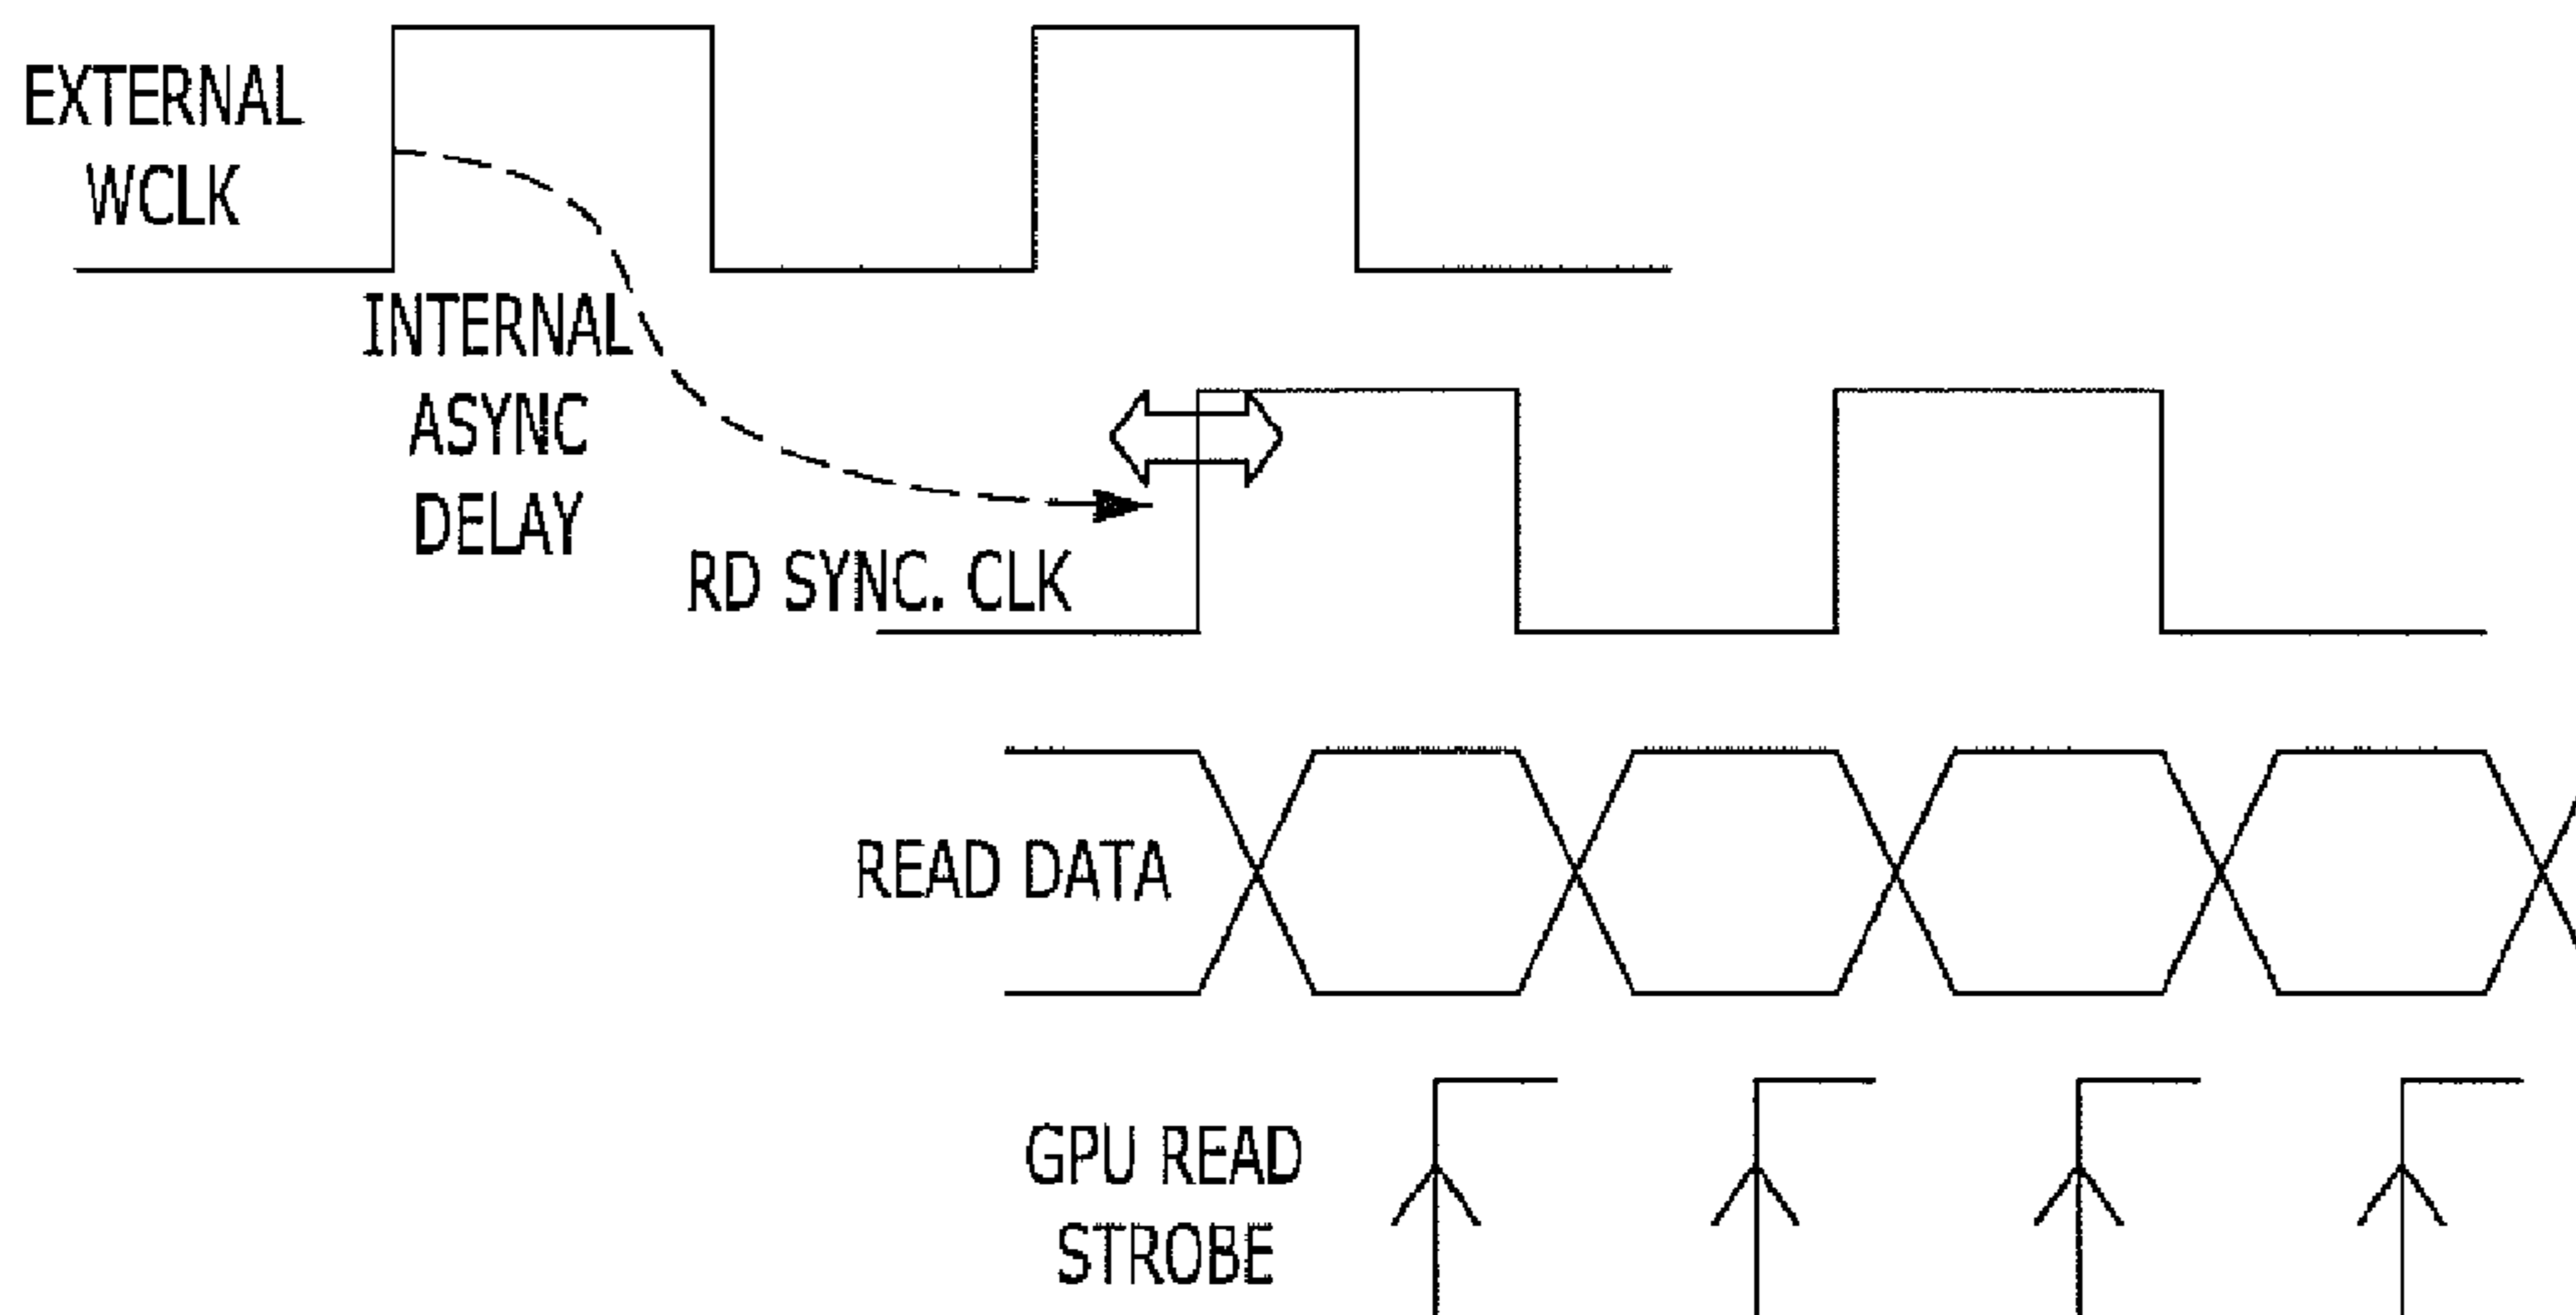 EXTERNAL
WCLK
INTERNAL
ASYNC
DELAY
RD SYNC. CLK
READ DATA
GPU READ
STROBE